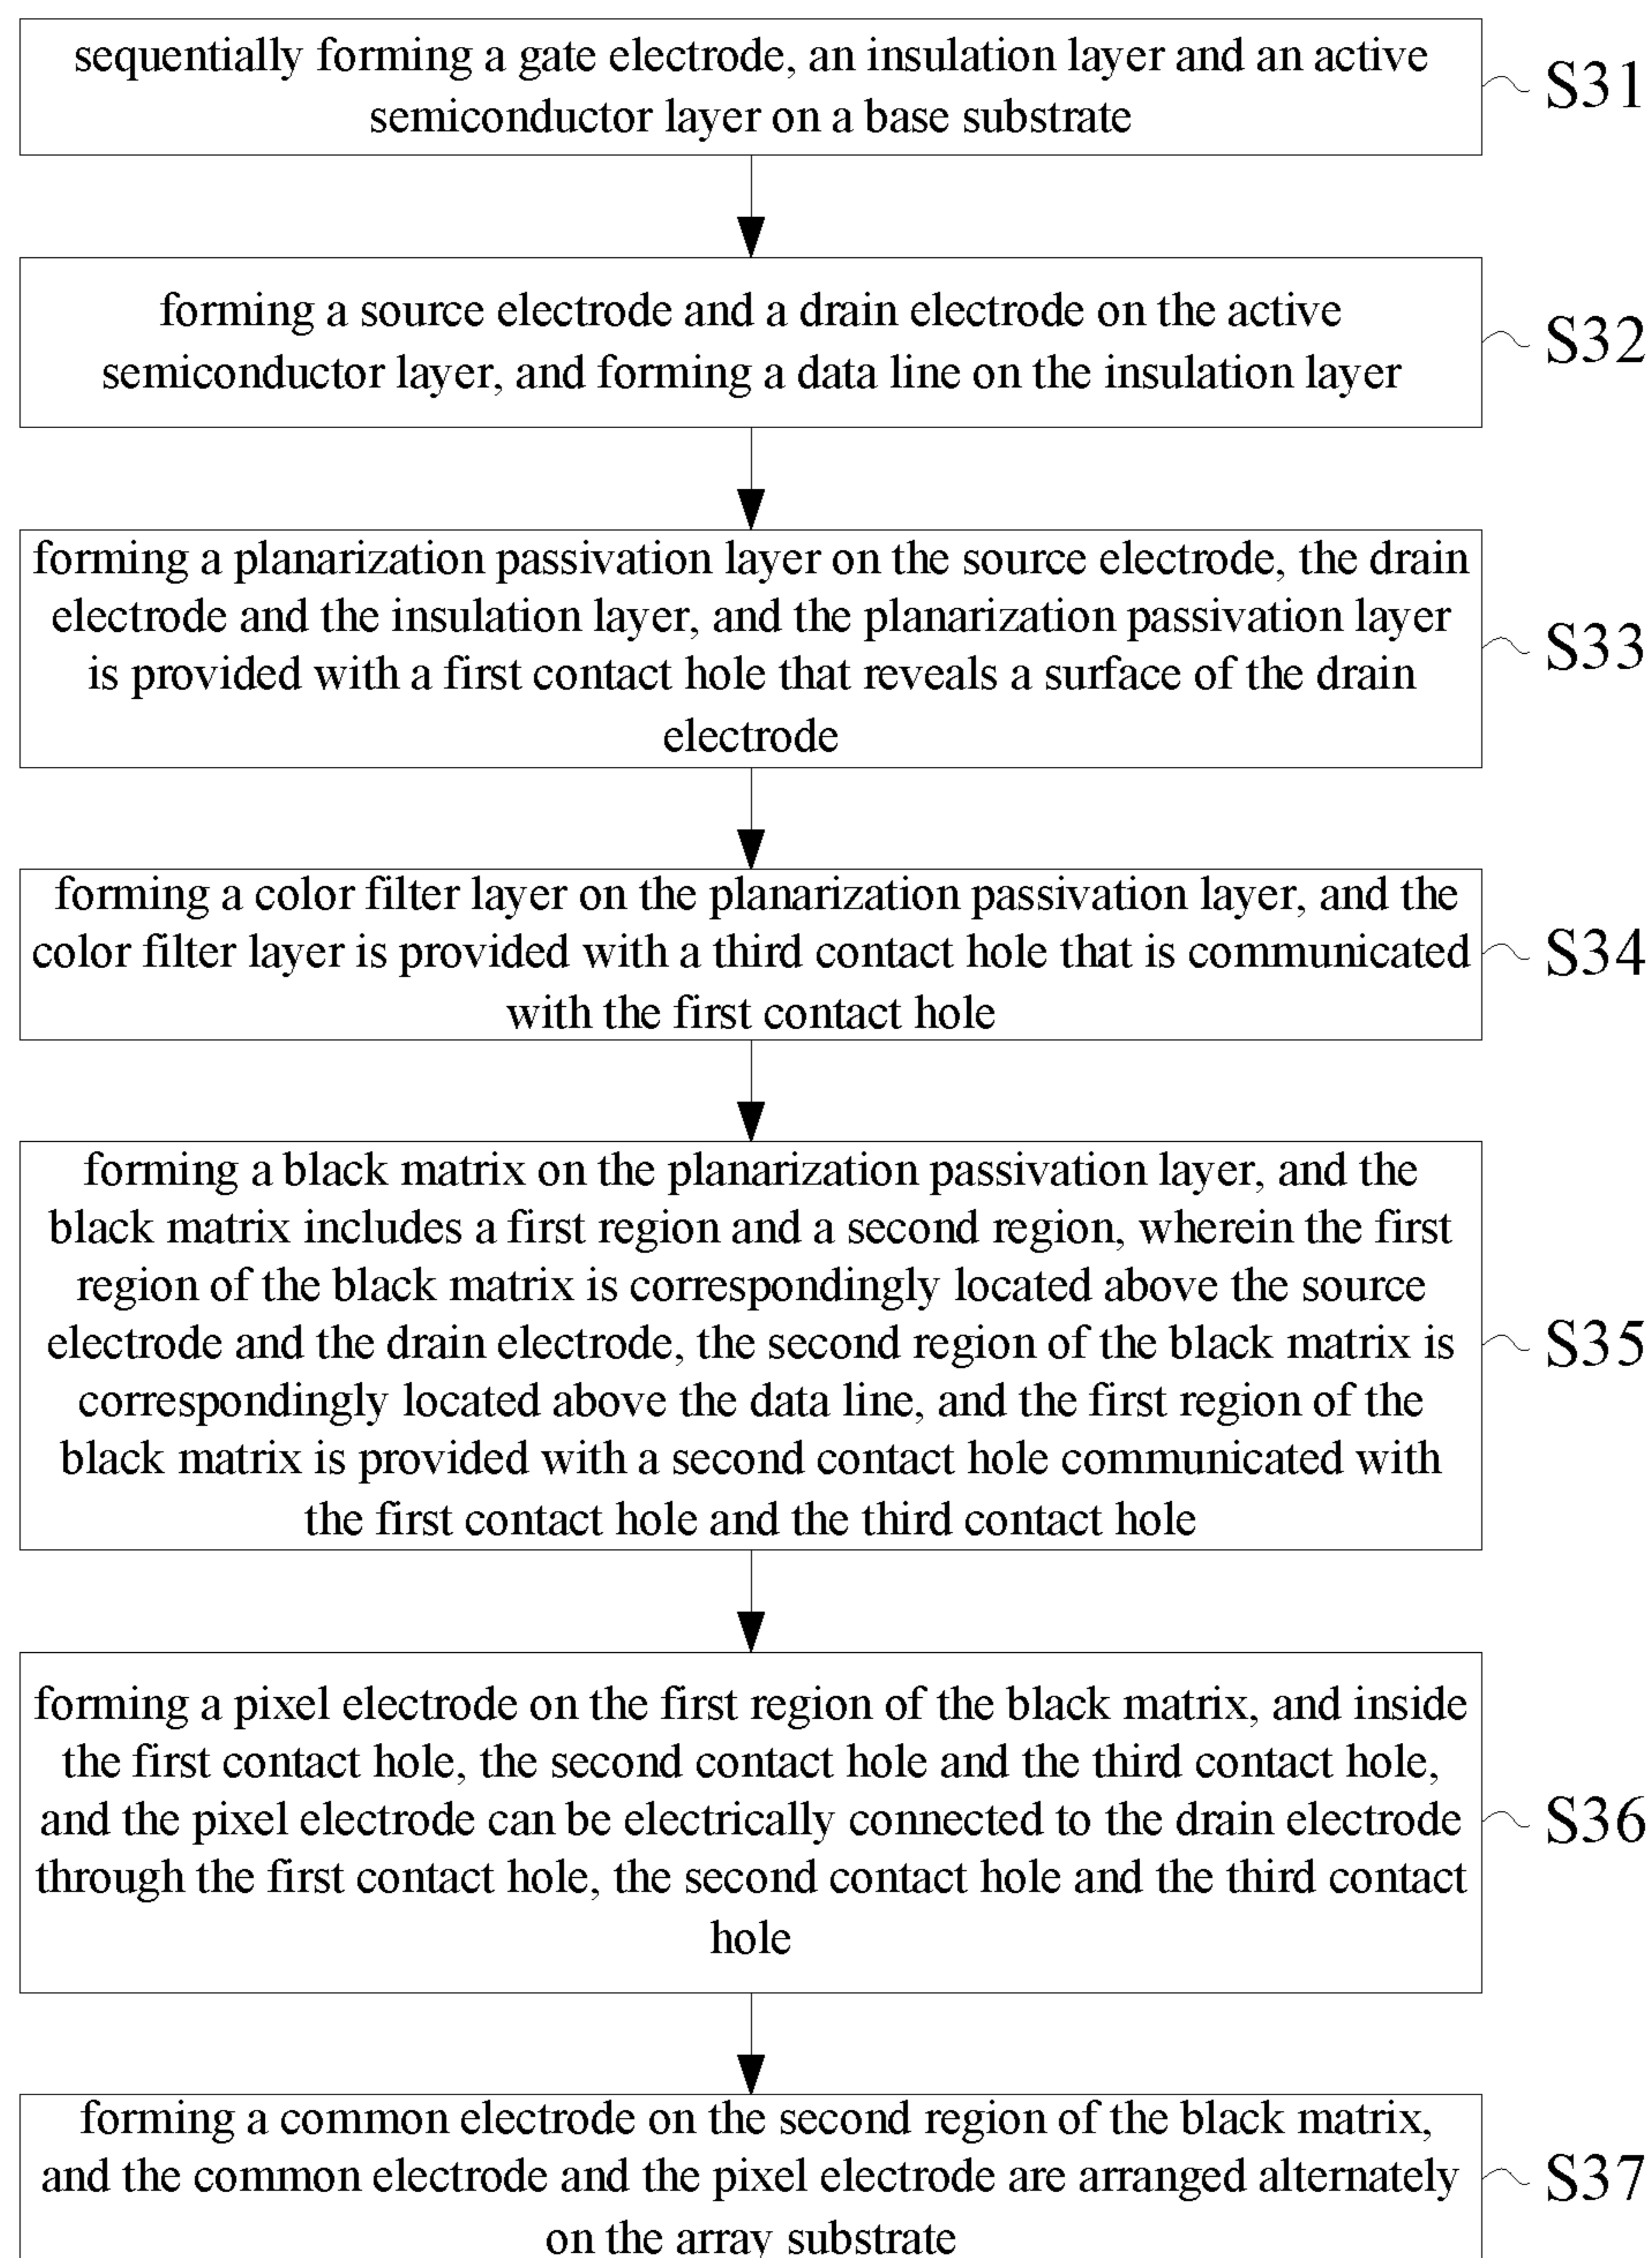 sequentially forming a gate electrode, an insulation layer and an active
semiconductor layer on a base substrate
S31
forming a source electrode and a drain electrode on the active
semiconductor layer, and forming a data line on the insulation layer
S32
forming a planarization passivation layer on the source electrode, the drain
electrode and the insulation layer, and the planarization passivation layer
is provided with a first contact hole that reveals a surface of the drain
electrode
S33
forming a color filter layer on the planarization passivation layer, and the
color filter layer is provided with a third contact hole that is communicated
with the first contact hole
S34
forming a black matrix on the planarization passivation layer, and the
black matrix includes a first region and a second region, wherein the first
region of the black matrix is correspondingly located above the source
electrode and the drain electrode, the second region of the black matrix is
correspondingly located above the data line, and the first region of the
black matrix is provided with a second contact hole communicated with
the first contact hole and the third contact hole
S35
forming a pixel electrode on the first region of the black matrix, and inside
the first contact hole, the second contact hole and the third contact hole,
and the pixel electrode can be electrically connected to the drain electrode
through the first contact hole, the second contact hole and the third contact
hole
S36
forming a common electrode on the second region of the black matrix,
and the common electrode and the pixel electrode are arranged alternately
on the array substrate
S37